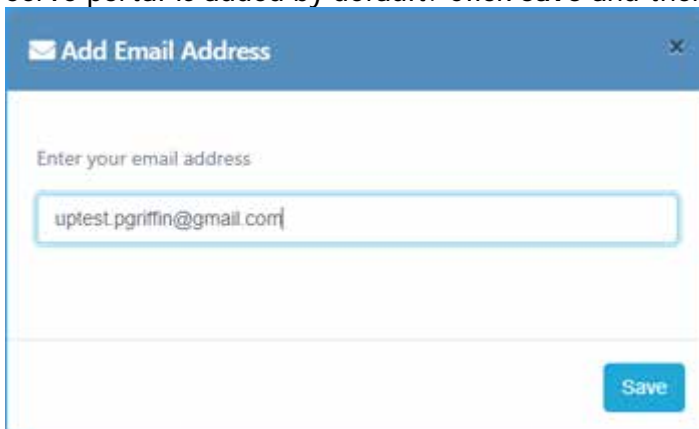 Add Email Address
×
Enter your email address
uptest.pgriffin@gmail.com
Save